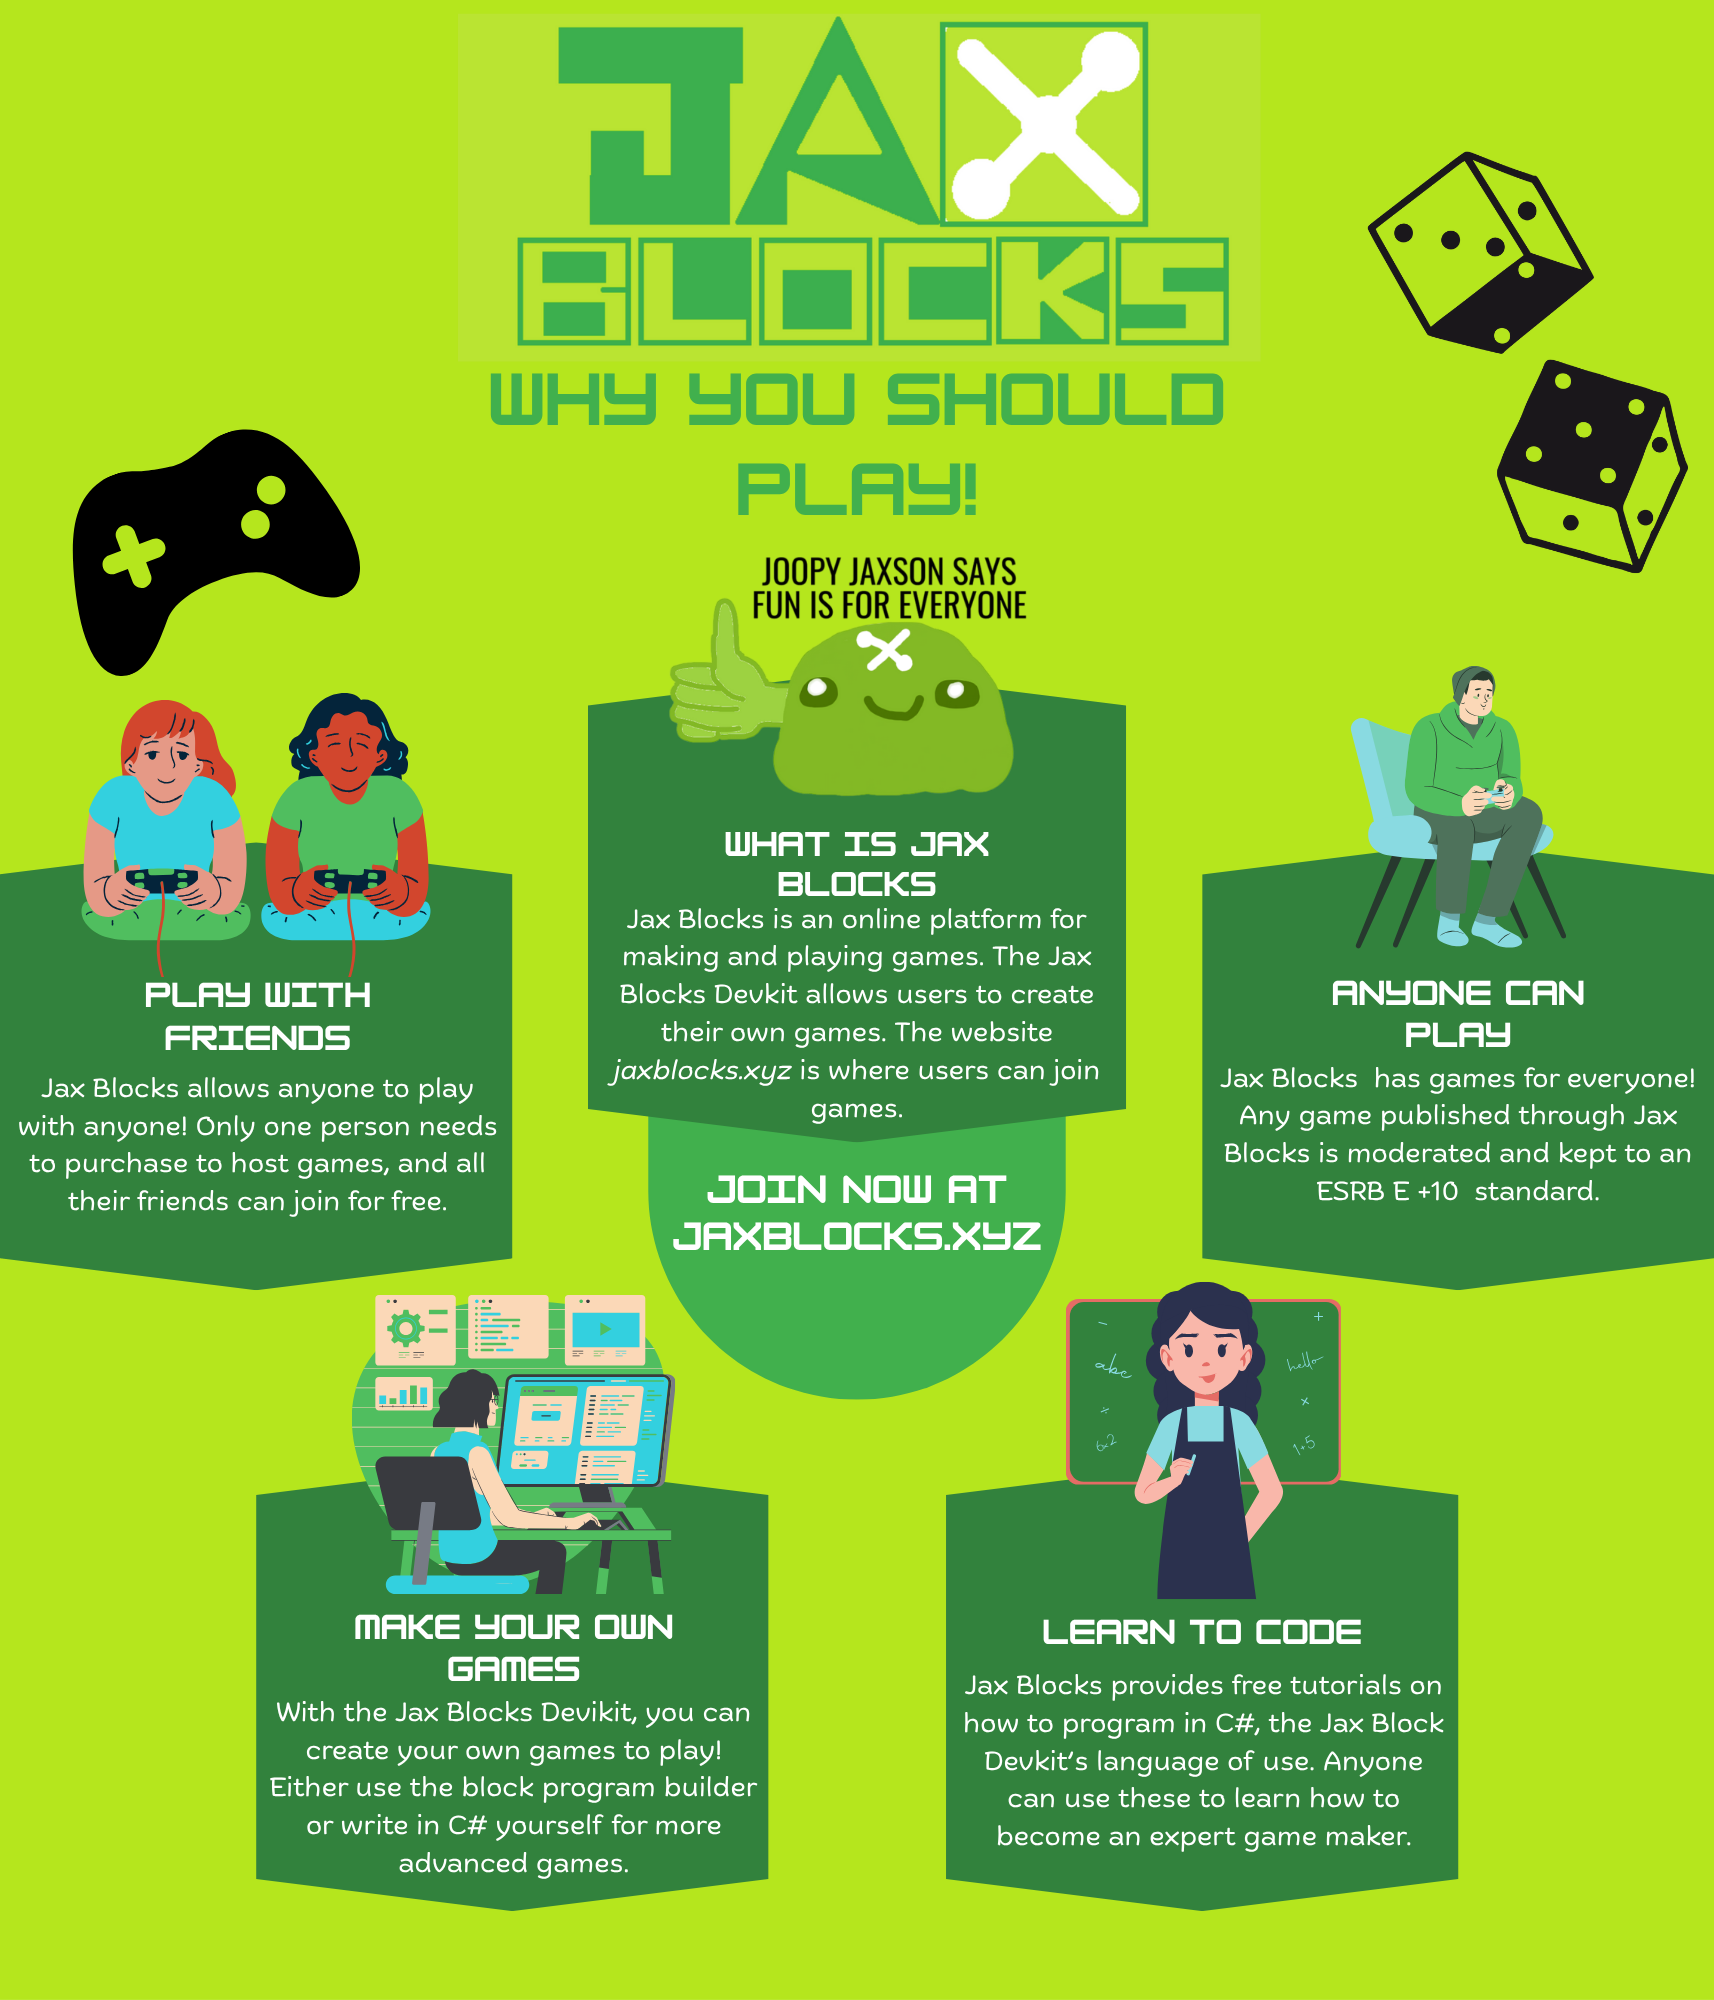 JAX
BLOCKS
WHY YOU SHOULD
PLAY!
JOOPY JAXSON SAYS
FUN IS FOR EVERYONE
WHAT IS JAX
BLOCKS
Jax Blocks is an online platform for
making and playing games. The Jax
Blocks Devkit allows users to create
their own games. The website
jaxblocks.xyz is where users can join
games.
JOIN NOW AT
JAXBLOCKS.XYZ
PLAY WITH
FRIENDS
Jax Blocks allows anyone to play
with anyone! Only one person needs
to purchase to host games, and all
their friends can join for free.
ANYONE CAN
PLAY
Jax Blocks  has games for everyone!
Any game published through Jax
Blocks is moderated and kept to an
ESRB E +10  standard.
MAKE YOUR OWN
GAMES
With the Jax Blocks Devikit, you can
create your own games to play!
Either use the block program builder
or write in C# yourself for more
advanced games.
abc
hello
6x2
1+5
LEARN TO CODE
Jax Blocks provides free tutorials on
how to program in C#, the Jax Block
Devkit's language of use. Anyone
can use these to learn how to
become an expert game maker.